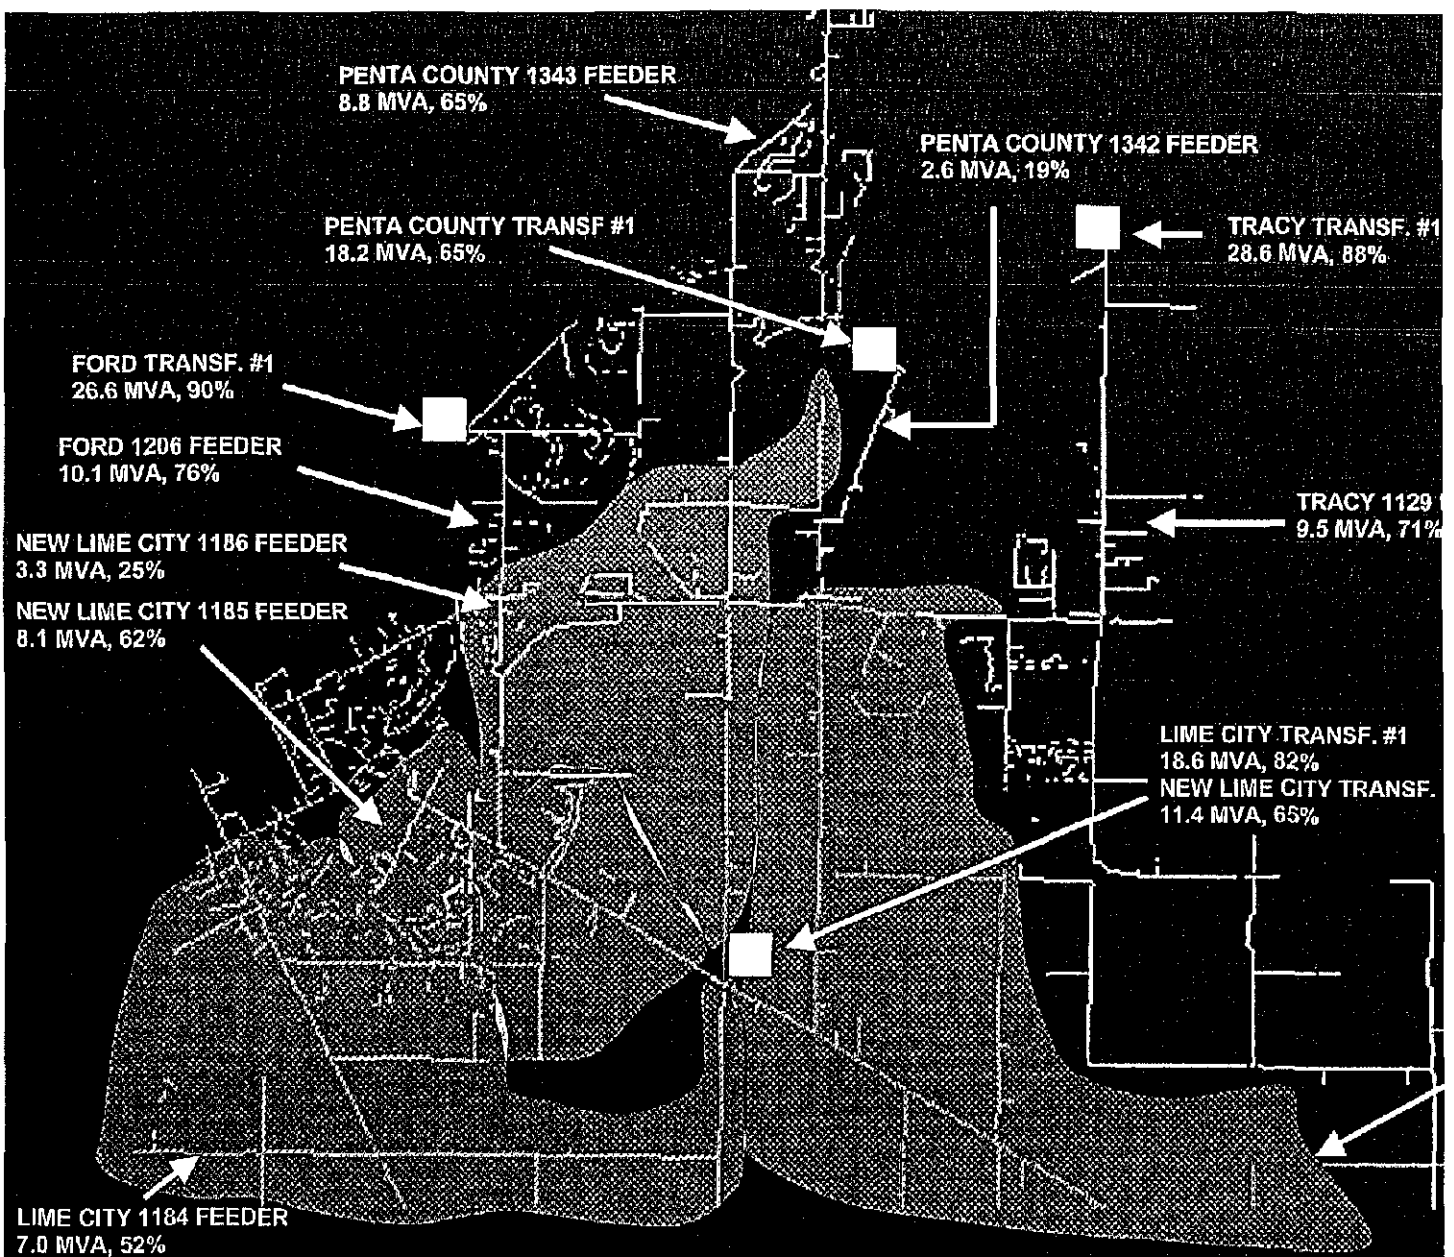 PENTA COUNTY 1343 FEEDER
8.8 MVA, 65%
PENTA COUNTY 1342 FEEDER
2.6 MVA, 19%
PENTA COUNTY TRANSF #1
18.2 MVA, 65%
TRACY TRANSF. #1
28.6 MVA, 88%
FORD TRANSF. #1
26.6 MVA, 90%
FORD 1206 FEEDER
10.1 MVA, 76%
TRACY 1129
9.5 MVA, 71%
NEW LIME CITY 1186 FEEDER
3.3 MVA, 25%
NEW LIME CITY 1185 FEEDER
8.1 MVA, 62%
LIME CITY TRANSF. #1
18.6 MVA, 82%
NEW LIME CITY TRANSF.
11.4 MVA, 65%
LIME CITY 1184 FEEDER
7.0 MVA, 52%